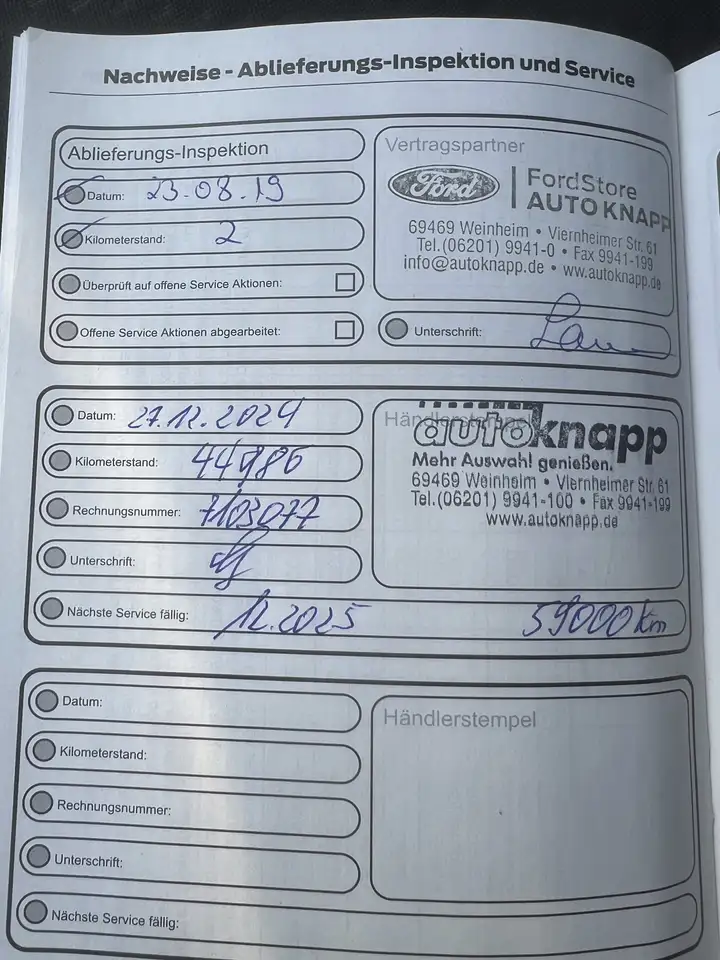 Nachweise - Ablieferungs-Inspektion und Service
Ablieferungs-Inspektion
Datum: 23.08.19
Kilometerstand: 2
Überprüft auf offene Service Aktionen:
Offene Service Aktionen abgearbeitet:
Vertragspartner
Ford FordStore
AUTO KNAPP
69469 Weinheim • Viernheimer Str. 61
Tel.(06201) 9941-0 • Fax 9941-199
info@autoknapp.de • ww.autoknapp.de
Unterschrift:
Datum: 27.12.2024
Kilometerstand: 44986
Rechnungsnummer: 7103077
Unterschrift:
Nächste Service fällig: 12.2025 59000 km
Händlerstempel
autoknapp
Mehr Auswahl genießen.
69469 Weinheim • Viernheimer Str. 61
Tel.(06201) 9941-100 • Fax 9941-199
www.autoknapp.de
Datum:
Kilometerstand:
Rechnungsnummer:
Unterschrift:
Nächste Service fällig:
Händlerstempel